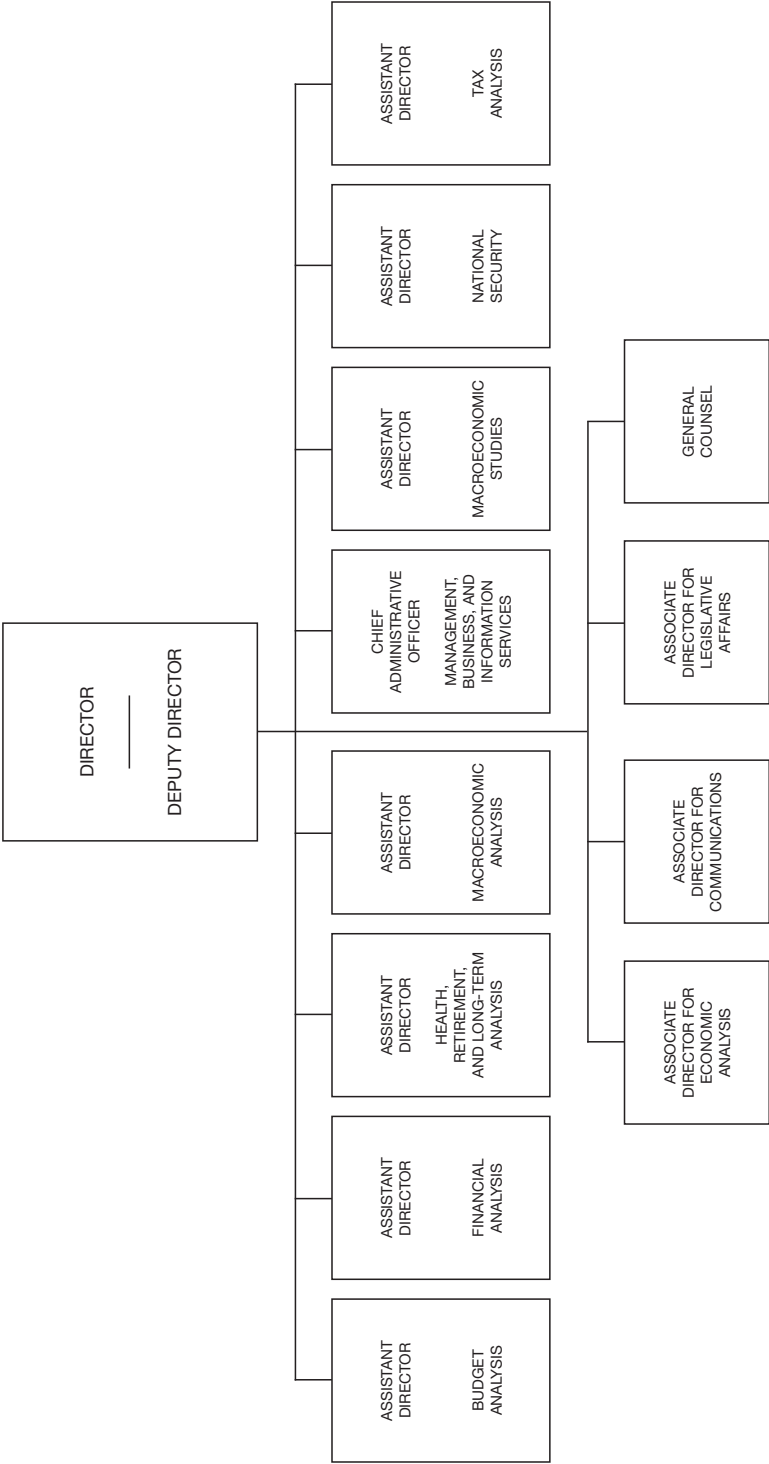 DIRECTOR
DEPUTY DIRECTOR
ASSISTANT
DIRECTOR
BUDGET
ANALYSIS
ASSISTANT
DIRECTOR
FINANCIAL
ANALYSIS
ASSISTANT
DIRECTOR
HEALTH,
RETIREMENT,
AND LONG-TERM
ANALYSIS
ASSISTANT
DIRECTOR
MACROECONOMIC
ANALYSIS
CHIEF
ADMINISTRATIVE
OFFICER
MANAGEMENT,
BUSINESS, AND
INFORMATION
SERVICES
ASSISTANT
DIRECTOR
MACROECONOMIC
STUDIES
ASSISTANT
DIRECTOR
NATIONAL
SECURITY
ASSISTANT
DIRECTOR
TAX
ANALYSIS
ASSOCIATE
DIRECTOR FOR
ECONOMIC
ANALYSIS
ASSOCIATE
DIRECTOR FOR
COMMUNICATIONS
ASSOCIATE
DIRECTOR FOR
LEGISLATIVE
AFFAIRS
GENERAL
COUNSEL